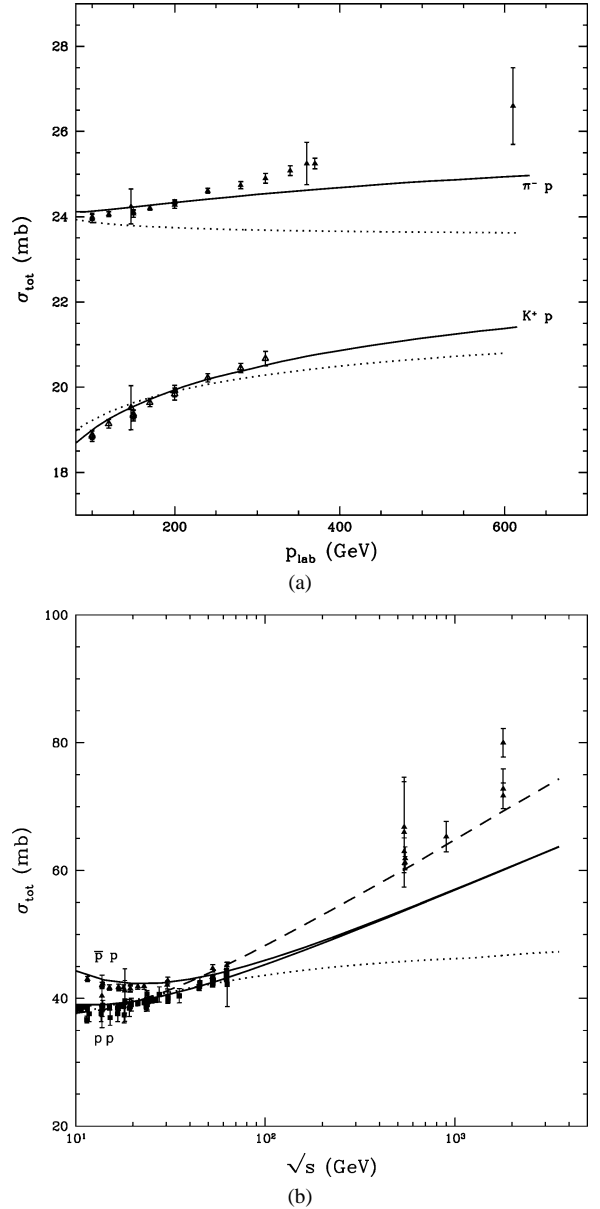 28
26
24
22
20
18
σtot (mb)
π− p
K+ p
200
400
600
plab (GeV)
(a)
100
80
60
40
20
σtot (mb)
p̅ p
p p
10¹
10²
10³
√s (GeV)
(b)